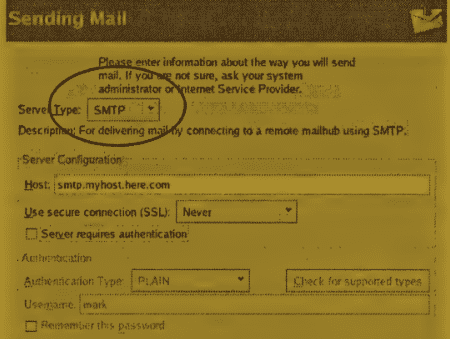 Sending Mail
Please enter information about the way you will send
mail. If you are not sure, ask your system
administrator or Internet Service Provider.
Server Type: SMTP
Description: For delivering mail by connecting to a remote mailhub using SMTP.
Server Configuration
Host: smtp.myhost.here.com
Use secure connection (SSL): Never
Server requires authentication
Authentication
Authentication Type: PLAIN Check for supported types
Username: mark
Remember this password